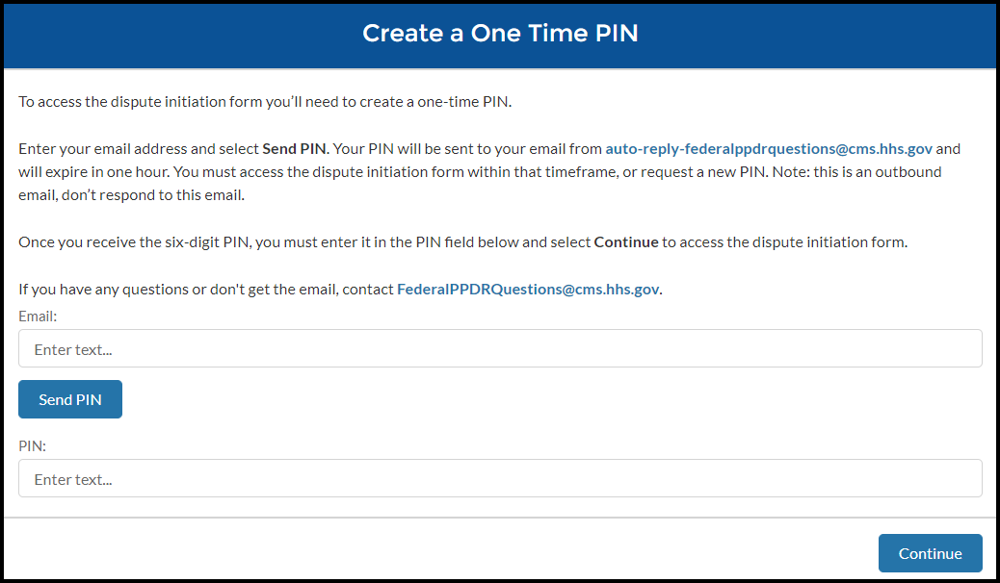 Create a One Time PIN
To access the dispute initiation form you’ll need to create a one-time PIN.
Enter your email address and select Send PIN. Your PIN will be sent to your email from auto-reply-federalppdrquestions@cms.hhs.gov and
will expire in one hour. You must access the dispute initiation form within that timeframe, or request a new PIN. Note: this is an outbound
email, don’t respond to this email.
Once you receive the six-digit PIN, you must enter it in the PIN field below and select Continue to access the dispute initiation form.
If you have any questions or don't get the email, contact FederalPPDRQuestions@cms.hhs.gov.
Email:
Enter text...
Send PIN
PIN:
Enter text...
Continue